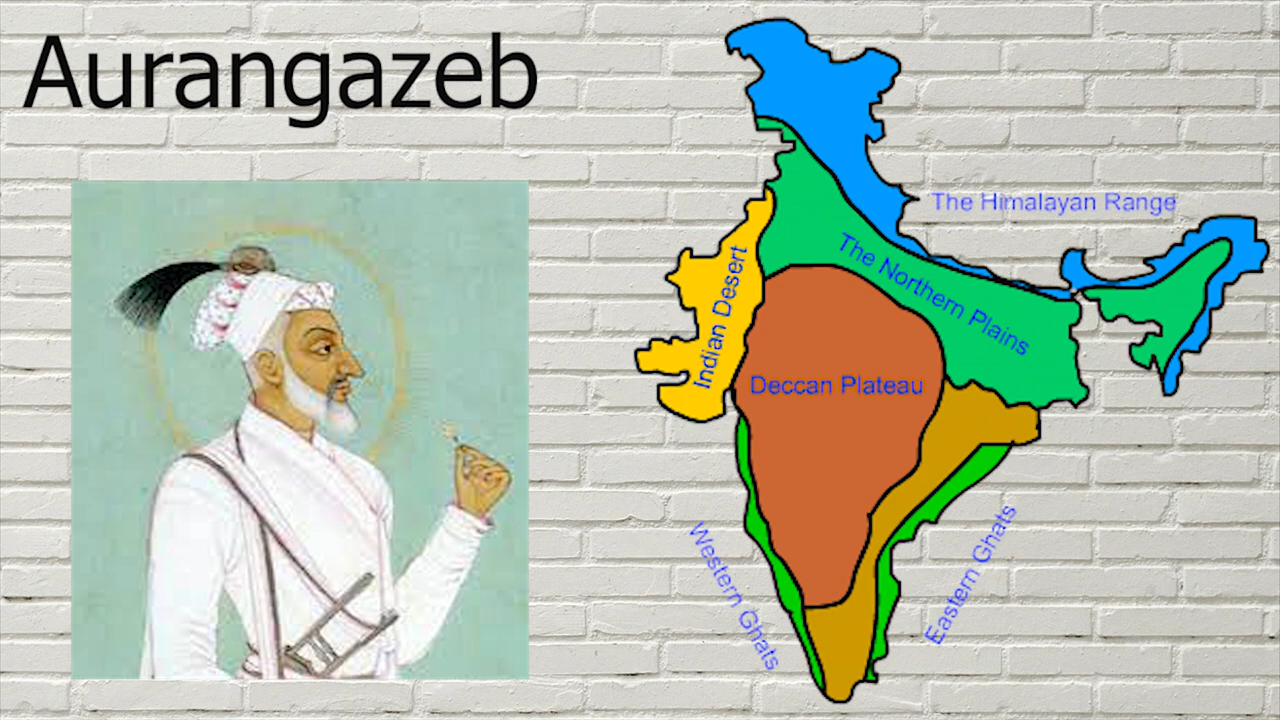 Aurangazeb
The Himalayan Range
The Northern Plains
Indian Desert
Deccan Plateau
Western Ghats
Eastern Ghats